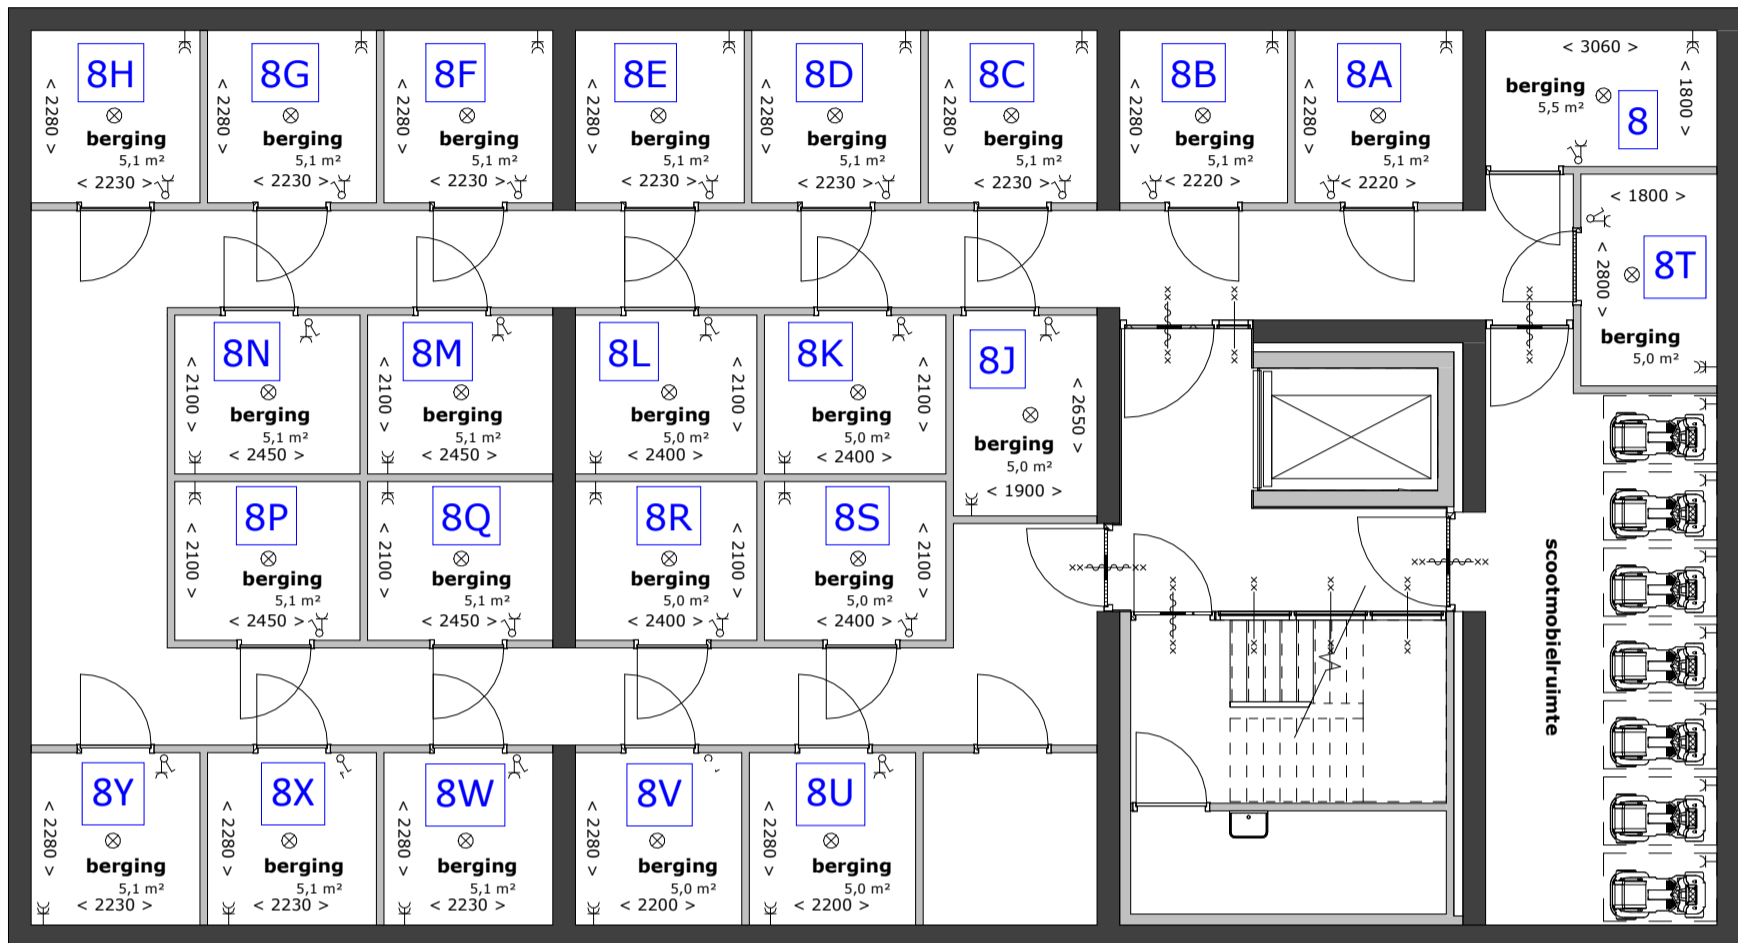 8H
< 2280 >
berging
5,1 m²
< 2230 >
8G
< 2280 >
berging
5,1 m²
< 2230 >
8F
< 2280 >
berging
5,1 m²
< 2230 >
8E
< 2280 >
berging
5,1 m²
< 2230 >
8D
< 2280 >
berging
5,1 m²
< 2230 >
8C
< 2280 >
berging
5,1 m²
< 2230 >
8B
< 2280 >
berging
5,1 m²
< 2220 >
8A
< 2280 >
berging
5,1 m²
< 2220 >
< 3060 >
< 1800 >
berging
5,5 m²
8
< 1800 >
8T
< 2800 >
berging
5,0 m²
8N
< 2100 >
berging
5,1 m²
< 2450 >
8M
< 2100 >
berging
5,1 m²
< 2450 >
8L
< 2100 >
berging
5,0 m²
< 2400 >
8K
< 2100 >
berging
5,0 m²
< 2400 >
8J
< 2650 >
berging
5,0 m²
< 1900 >
8P
< 2100 >
berging
5,1 m²
< 2450 >
8Q
< 2100 >
berging
5,1 m²
< 2450 >
8R
< 2100 >
berging
5,0 m²
< 2400 >
8S
< 2100 >
berging
5,0 m²
< 2400 >
scootmobielruimte
8Y
< 2280 >
berging
5,1 m²
< 2230 >
8X
< 2280 >
berging
5,1 m²
< 2230 >
8W
< 2280 >
berging
5,1 m²
< 2230 >
8V
< 2280 >
berging
5,0 m²
< 2200 >
8U
< 2280 >
berging
5,0 m²
< 2200 >